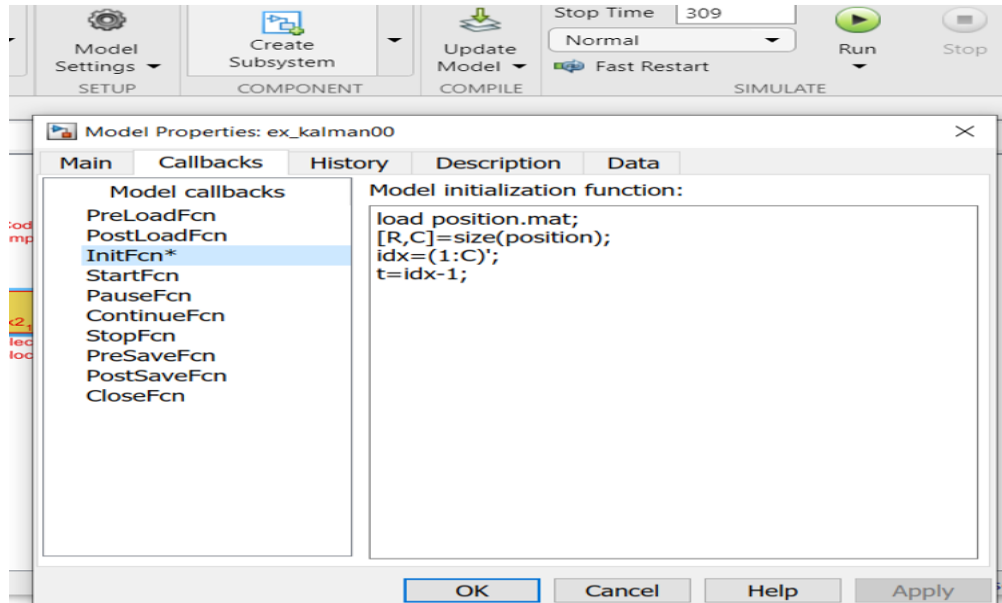 Stop Time 309
Model Settings
Create Subsystem
Update Model
Normal
Fast Restart
Run
Stop
SETUP
COMPONENT
COMPILE
SIMULATE
Model Properties: ex_kalman00
Main Callbacks History Description Data
Model callbacks
PreLoadFcn
PostLoadFcn
InitFcn*
StartFcn
PauseFcn
ContinueFcn
StopFcn
PreSaveFcn
PostSaveFcn
CloseFcn
Model initialization function:
load position.mat;
[R,C]=size(position);
idx=(1:C)';
t=idx-1;
OK Cancel Help Apply